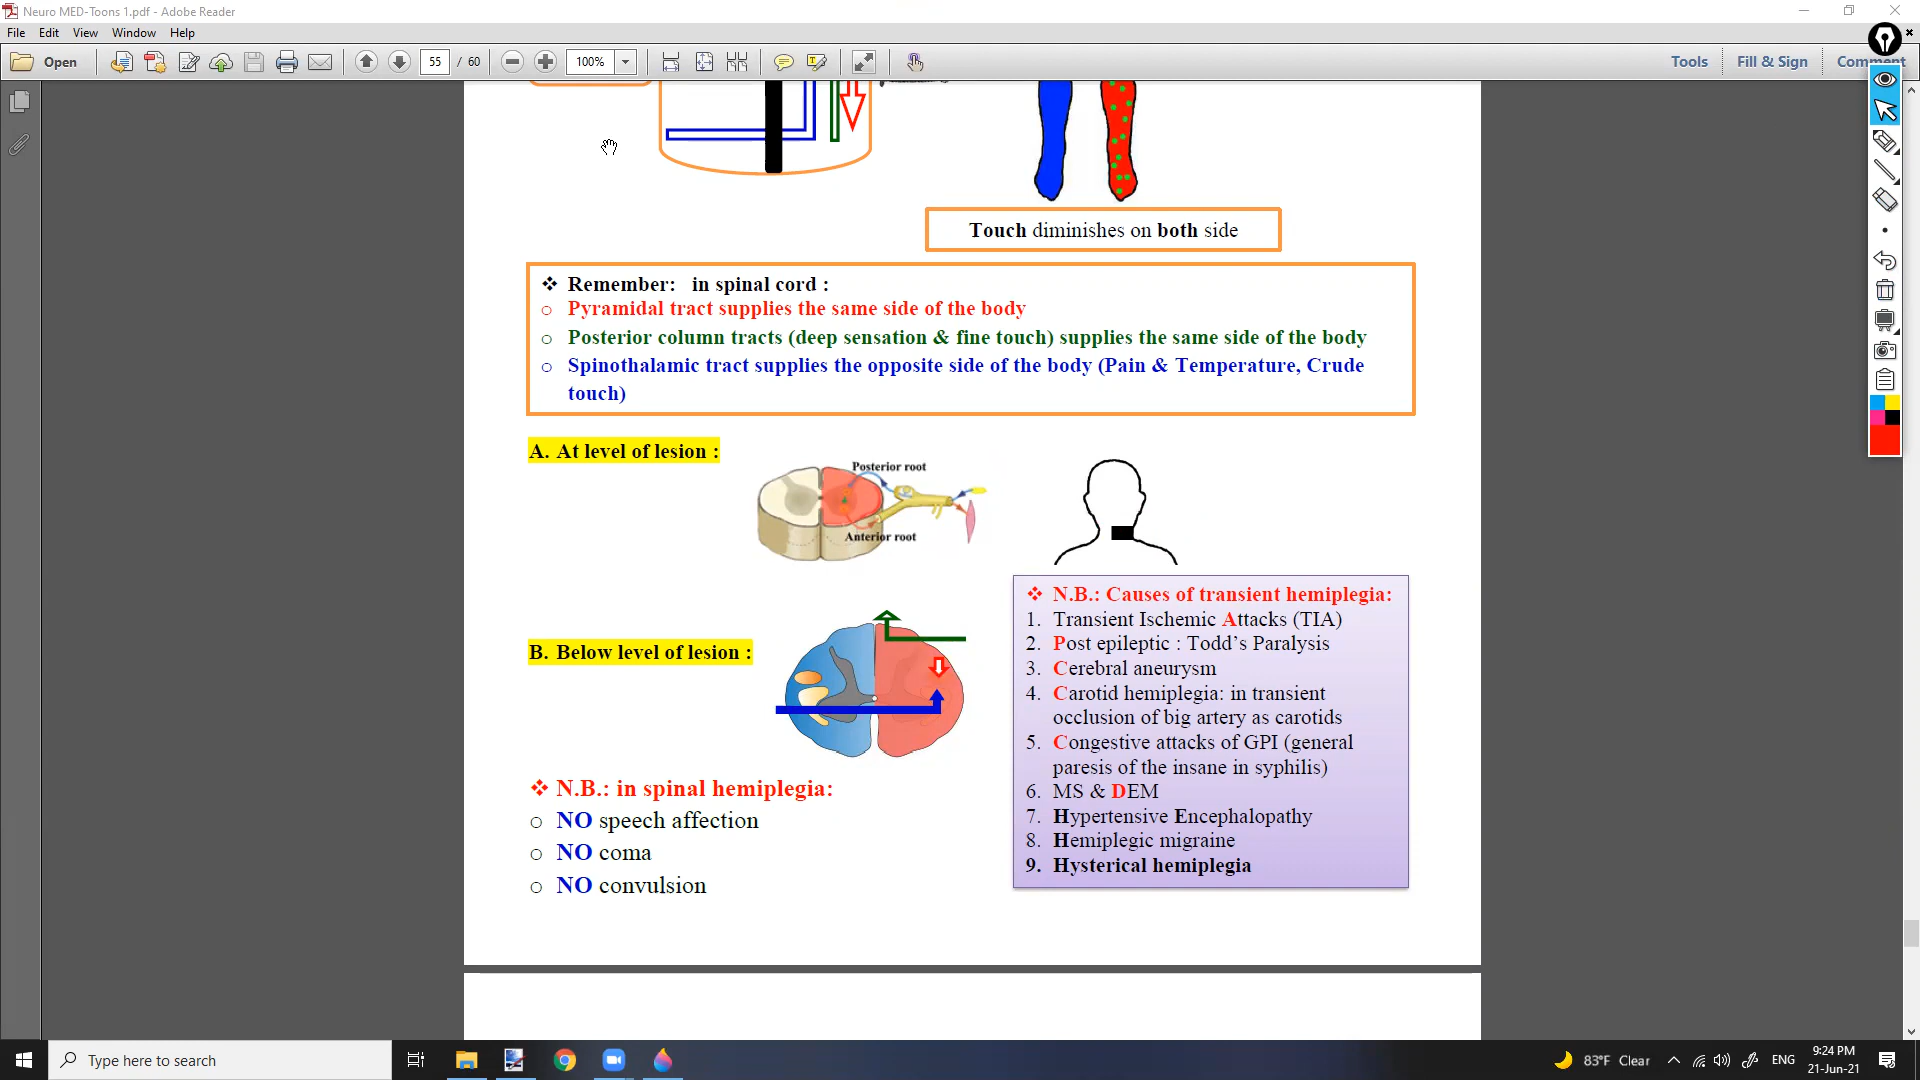 Neuro MED-Toons 1.pdf - Adobe Reader
File Edit View Window Help
Open 55 / 60 100% Tools Fill & Sign Comment
Touch diminishes on both side
❖ Remember: in spinal cord :
o Pyramidal tract supplies the same side of the body
o Posterior column tracts (deep sensation & fine touch) supplies the same side of the body
o Spinothalamic tract supplies the opposite side of the body (Pain & Temperature, Crude
touch)
A. At level of lesion :
Posterior root
Anterior root
B. Below level of lesion :
❖ N.B.: in spinal hemiplegia:
o NO speech affection
o NO coma
o NO convulsion
❖ N.B.: Causes of transient hemiplegia:
1. Transient Ischemic Attacks (TIA)
2. Post epileptic : Todd's Paralysis
3. Cerebral aneurysm
4. Carotid hemiplegia: in transient
occlusion of big artery as carotids
5. Congestive attacks of GPI (general
paresis of the insane in syphilis)
6. MS & DEM
7. Hypertensive Encephalopathy
8. Hemiplegic migraine
9. Hysterical hemiplegia
Type here to search
83°F Clear
ENG
9:24 PM
21-Jun-21